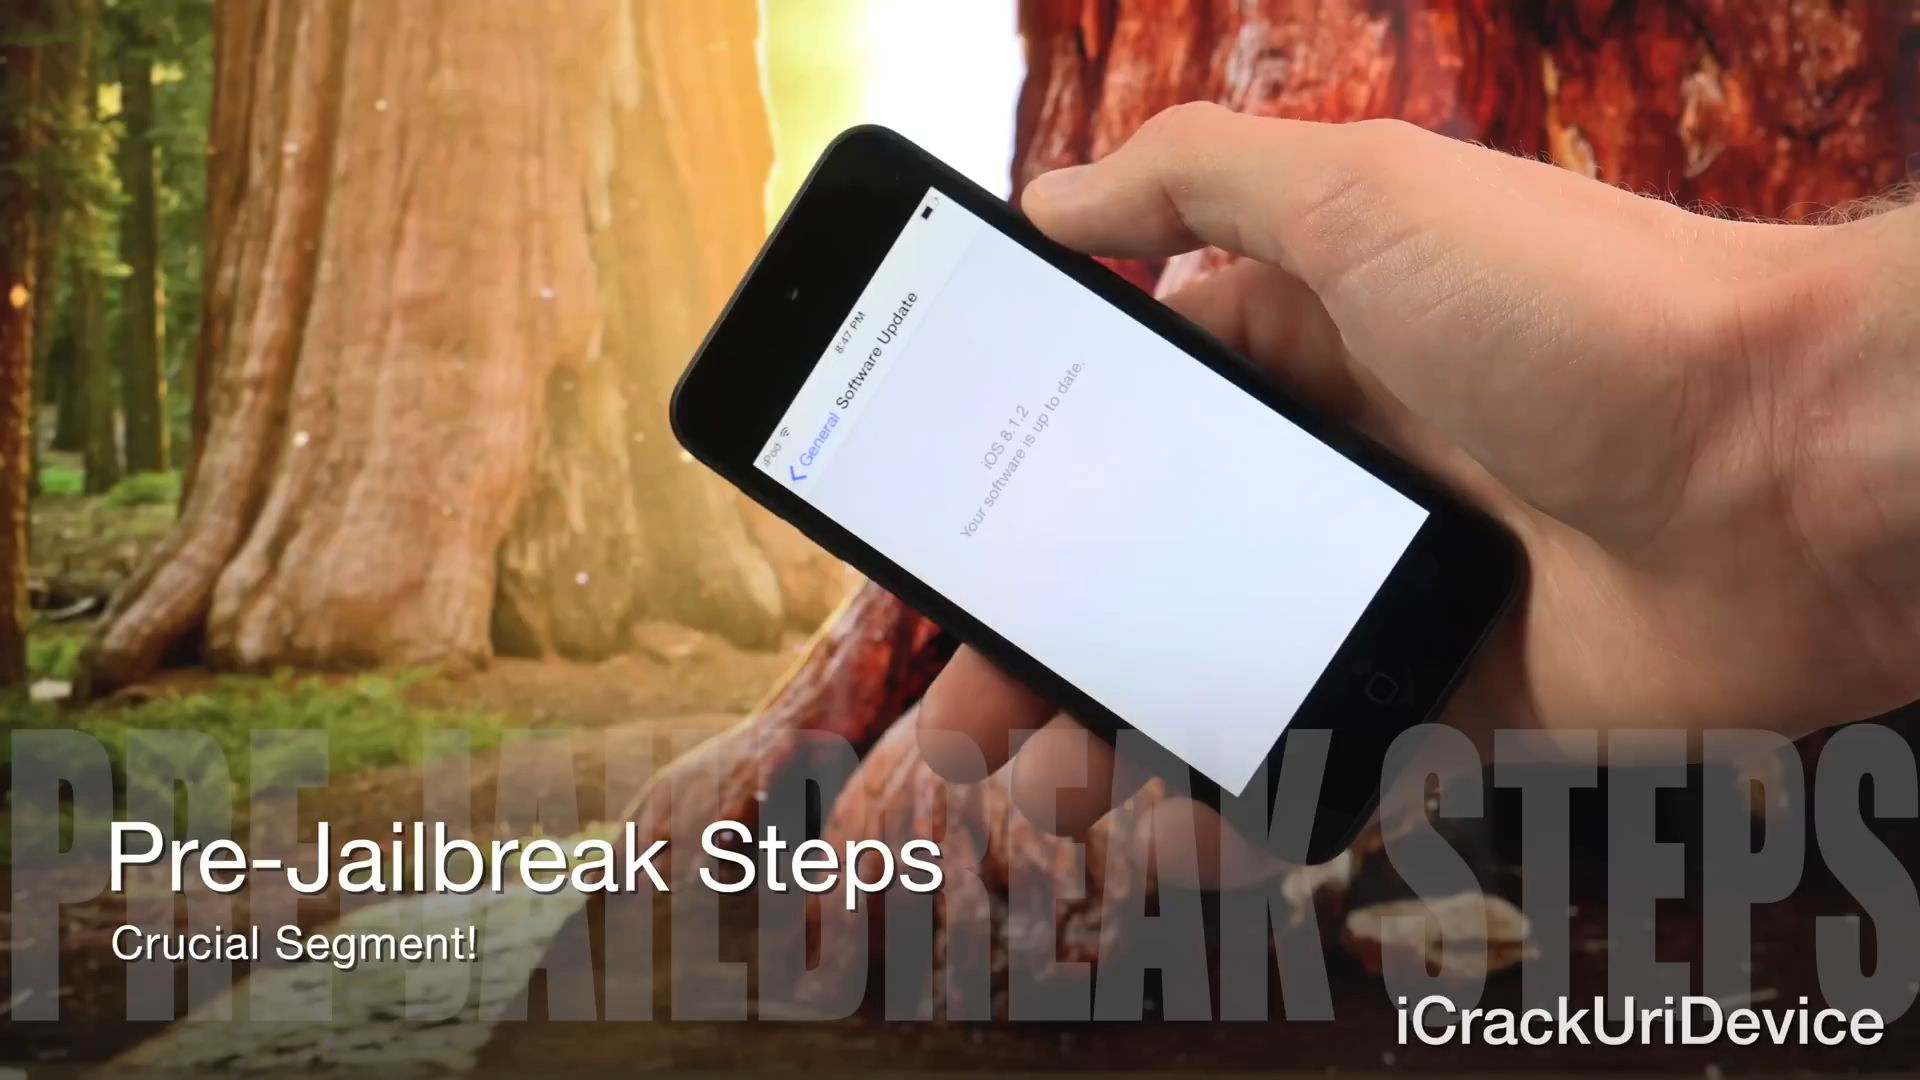 iPod
8:47 PM
General Software Update
iOS 8.1.2
Your software is up to date.
PRE-JAILBREAK STEPS
Pre-Jailbreak Steps
Crucial Segment!
iCrackUriDevice